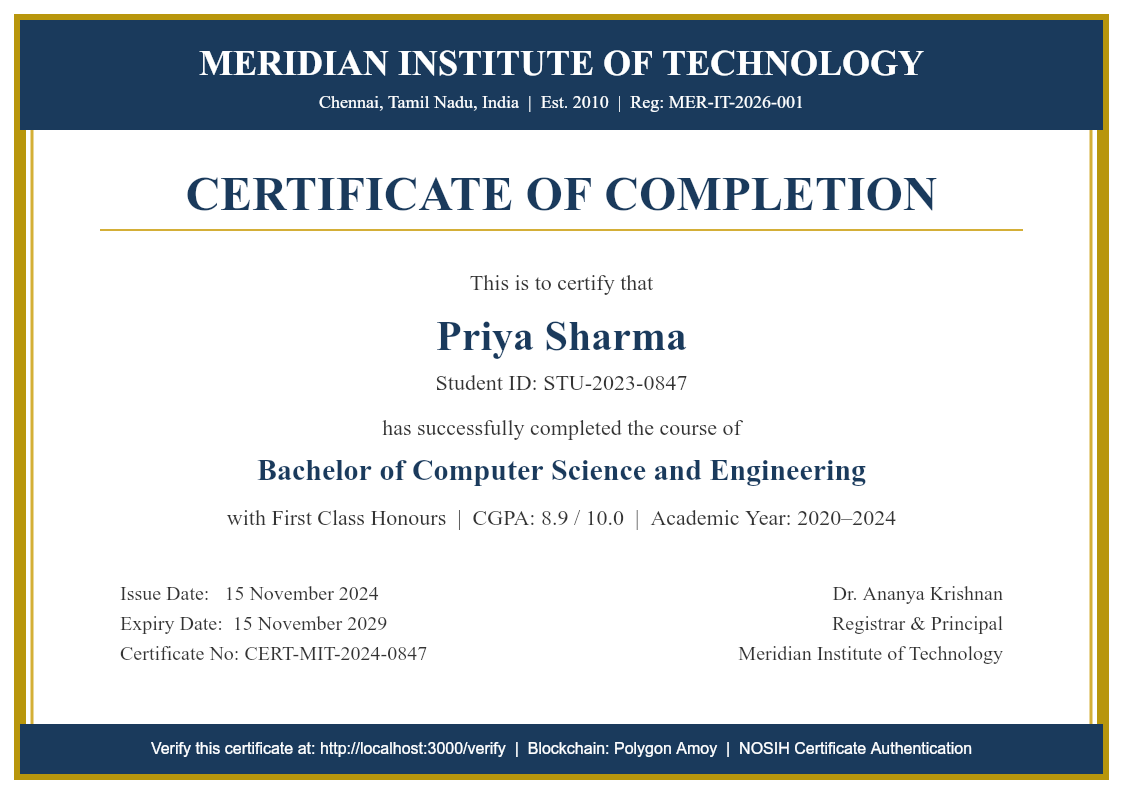 MERIDIAN INSTITUTE OF TECHNOLOGY
Chennai, Tamil Nadu, India | Est. 2010 | Reg: MER-IT-2026-001
CERTIFICATE OF COMPLETION
This is to certify that
Priya Sharma
Student ID: STU-2023-0847
has successfully completed the course of
Bachelor of Computer Science and Engineering
with First Class Honours | CGPA: 8.9 / 10.0 | Academic Year: 2020–2024
Issue Date: 15 November 2024
Expiry Date: 15 November 2029
Certificate No: CERT-MIT-2024-0847
Dr. Ananya Krishnan
Registrar & Principal
Meridian Institute of Technology
Verify this certificate at: http://localhost:3000/verify | Blockchain: Polygon Amoy | NOSIH Certificate Authentication